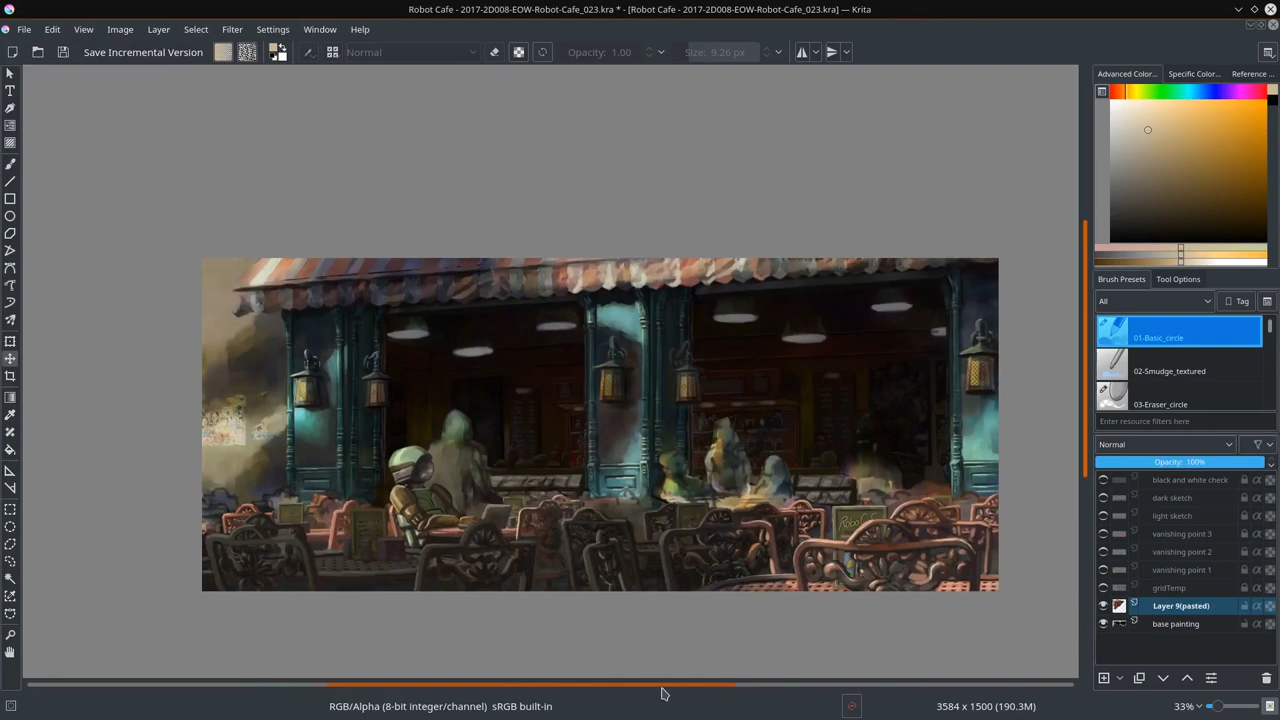 Robot Cafe - 2017-2D008-EOW-Robot-Cafe_023.kra * - [Robot Cafe - 2017-2D008-EOW-Robot-Cafe_023.kra] — Krita
File Edit View Image Layer Select Filter Settings Window Help
Save Incremental Version Normal Opacity: 1.00 Size: 9.26 px
Advanced Color... Specific Color... Reference ...
Brush Presets Tool Options
All Tag
01-Basic_circle
02-Smudge_textured
03-Eraser_circle
Enter resource filters here
Normal
Opacity: 100%
black and white check
dark sketch
light sketch
vanishing point 3
vanishing point 2
vanishing point 1
gridTemp
Layer 9(pasted)
base painting
RoboCafe
RGB/Alpha (8-bit integer/channel) sRGB built-in 3584 x 1500 (190.3M) 33%